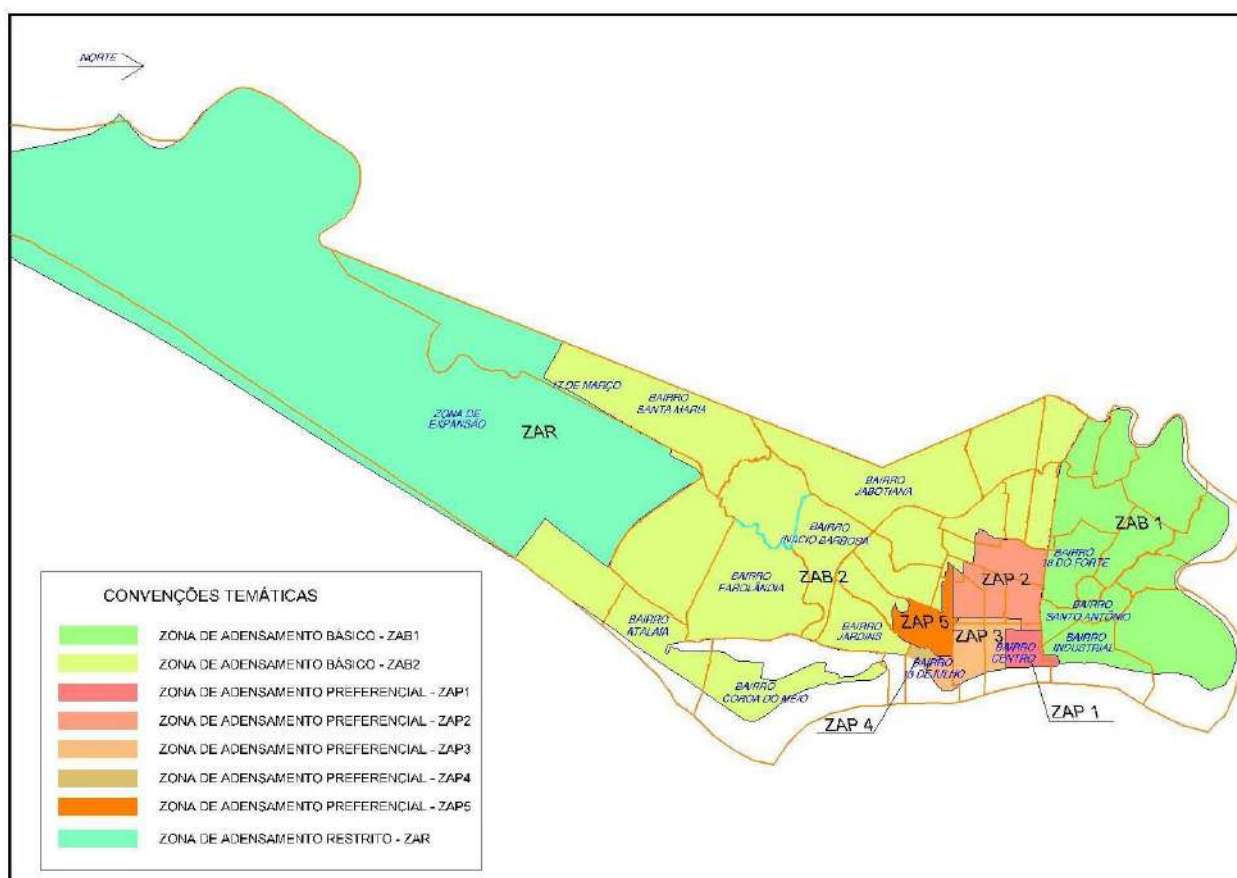 NORTE
17 DE MARÇO
BAIRRO
SANTA MARIA
ZONA DE
EXPANSÃO
ZAR
BAIRRO
JABOTIANA
ZAB 1
BAIRRO
INÁCIO BARBOSA
BAIRRO
18 DO FORTE
ZAP 2
BAIRRO
FAROLÂNDIA
ZAB 2
BAIRRO
SANTO ANTÔNIO
BAIRRO
ATALAIA
BAIRRO
JARDINS
ZAP 5
ZAP 3
BAIRRO
CENTRO
BAIRRO
INDUSTRIAL
BAIRRO
13 DE JULHO
BAIRRO
COROA DO MEIO
ZAP 4
ZAP 1
CONVENÇÕES TEMÁTICAS
ZONA DE ADENSAMENTO BÁSICO - ZAB1
ZONA DE ADENSAMENTO BÁSICO - ZAB2
ZONA DE ADENSAMENTO PREFERENCIAL - ZAP1
ZONA DE ADENSAMENTO PREFERENCIAL - ZAP2
ZONA DE ADENSAMENTO PREFERENCIAL - ZAP3
ZONA DE ADENSAMENTO PREFERENCIAL - ZAP4
ZONA DE ADENSAMENTO PREFERENCIAL - ZAP5
ZONA DE ADENSAMENTO RESTRITO - ZAR